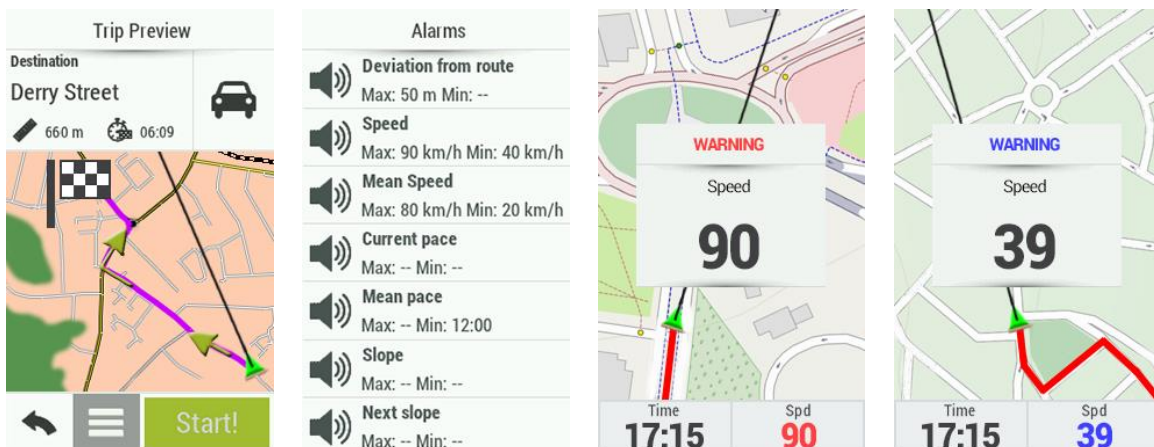 Trip Preview
Destination
Derry Street
660 m 06:09
Start!
Alarms
Deviation from route
Max: 50 m Min: --
Speed
Max: 90 km/h Min: 40 km/h
Mean Speed
Max: 80 km/h Min: 20 km/h
Current pace
Max: -- Min: --
Mean pace
Max: -- Min: 12:00
Slope
Max: -- Min: --
Next slope
Max: -- Min: --
WARNING
Speed
90
Time Spd
17:15 90
WARNING
Speed
39
Time Spd
17:15 39